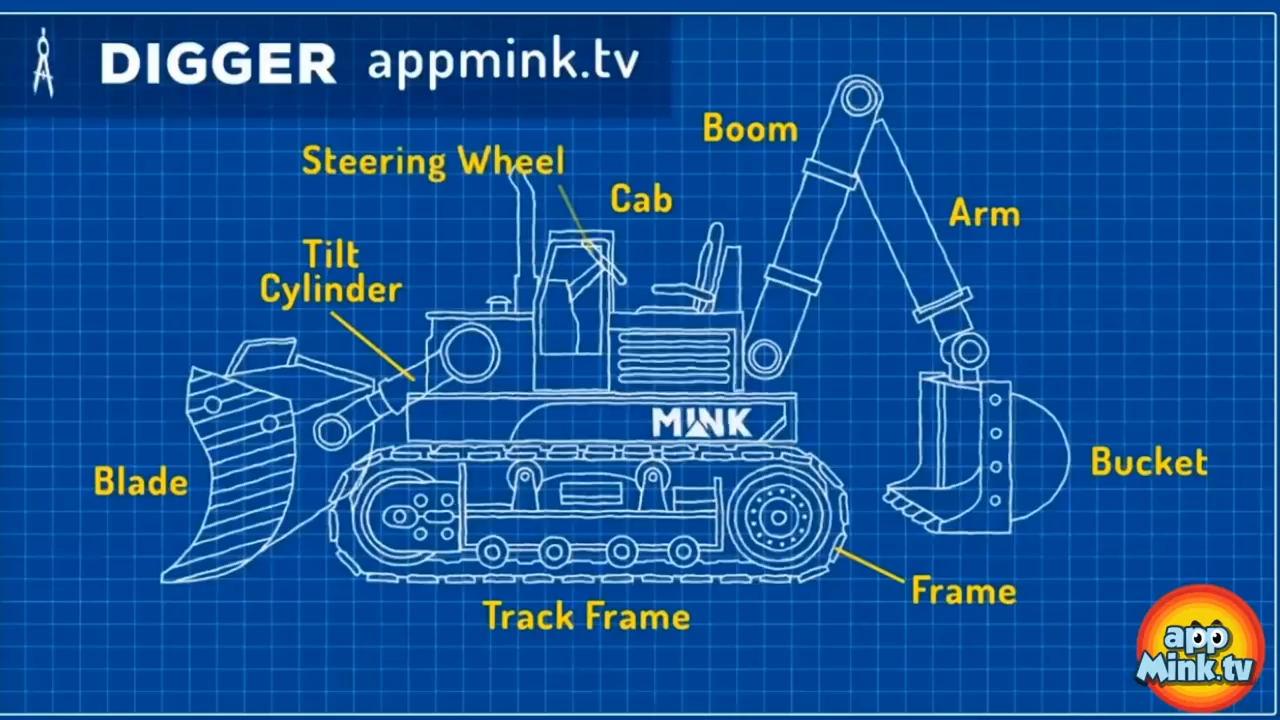 DIGGER appmink.tv
Boom
Steering Wheel
Cab
Arm
Tilt
Cylinder
MINK
Blade
Bucket
Frame
Track Frame
app
Mink.tv